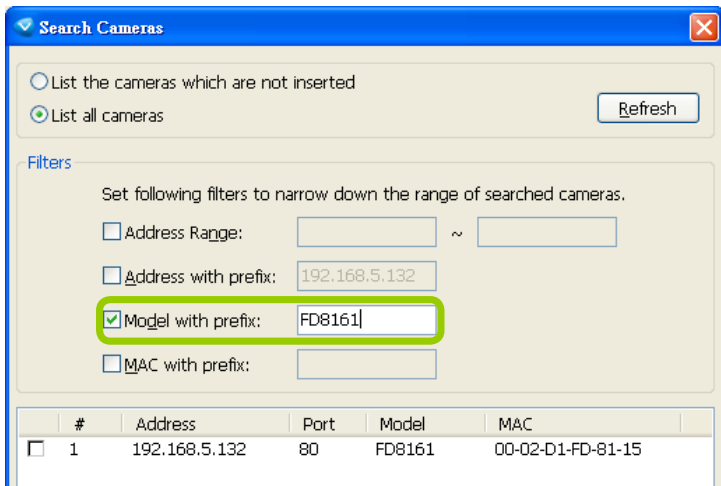 Search Cameras
List the cameras which are not inserted
List all cameras
Refresh
Filters
Set following filters to narrow down the range of searched cameras.
Address Range: ~
Address with prefix: 192.168.5.132
Model with prefix: FD8161
MAC with prefix:
# Address Port Model MAC
1 192.168.5.132 80 FD8161 00-02-D1-FD-81-15